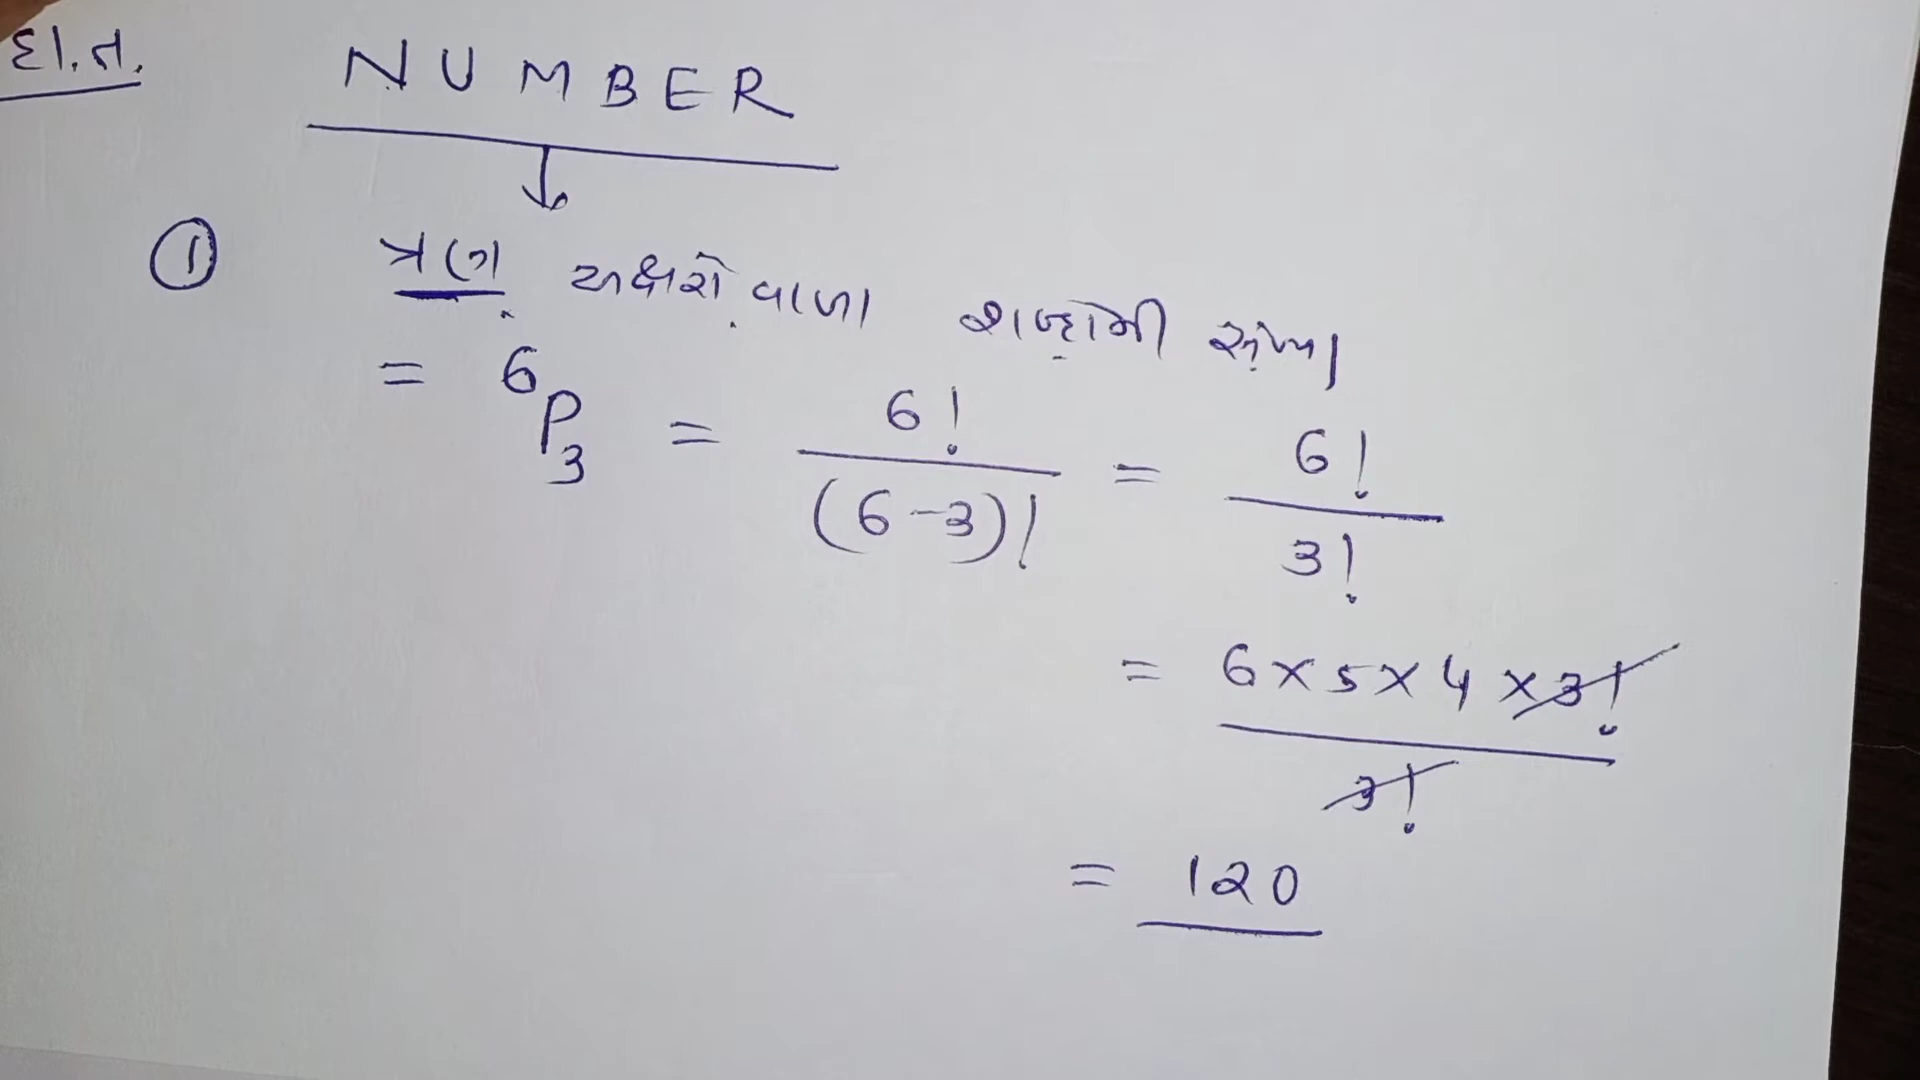 દા.ત.
NUMBER
① ત્રણ અક્ષરોવાળા શબ્દોની સંખ્યા
= ⁶P₃ = 6!/(6-3)! = 6!/3!
= 6×5×4×3!/3!
= 120